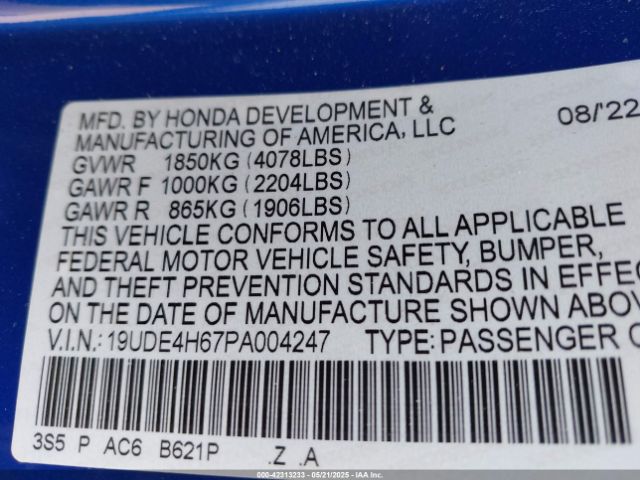 MFD. BY HONDA DEVELOPMENT &
MANUFACTURING OF AMERICA, LLC 08/'22
GVWR 1850KG (4078LBS)
GAWR F 1000KG (2204LBS)
GAWR R 865KG (1906LBS)
THIS VEHICLE CONFORMS TO ALL APPLICABLE
FEDERAL MOTOR VEHICLE SAFETY, BUMPER,
AND THEFT PREVENTION STANDARDS IN EFFEC
ON THE DATE OF MANUFACTURE SHOWN ABOV
V.I.N.: 19UDE4H67PA004247 TYPE: PASSENGER C
3S5 P AC6 B621P .Z .A
000-42313233 - 05/21/2025 - IAAI.COM